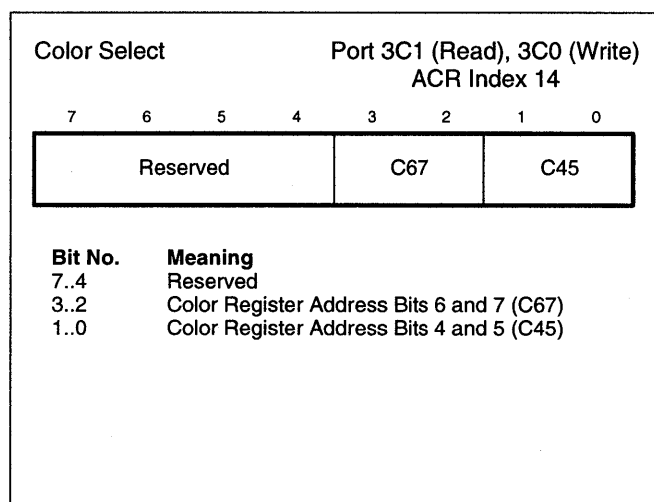 Color Select Port 3C1 (Read), 3C0 (Write)
ACR Index 14
7 6 5 4 3 2 1 0
Reserved C67 C45
Bit No. Meaning
7..4 Reserved
3..2 Color Register Address Bits 6 and 7 (C67)
1..0 Color Register Address Bits 4 and 5 (C45)